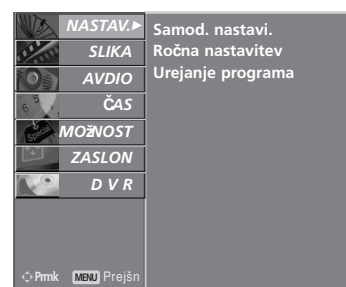 NASTAV.
SLIKA
AVDIO
ČAS
MOŽNOST
ZASLON
D V R
Samod. nastavi.
Ročna nastavitev
Urejanje programa
Prmk MENU Prejšn